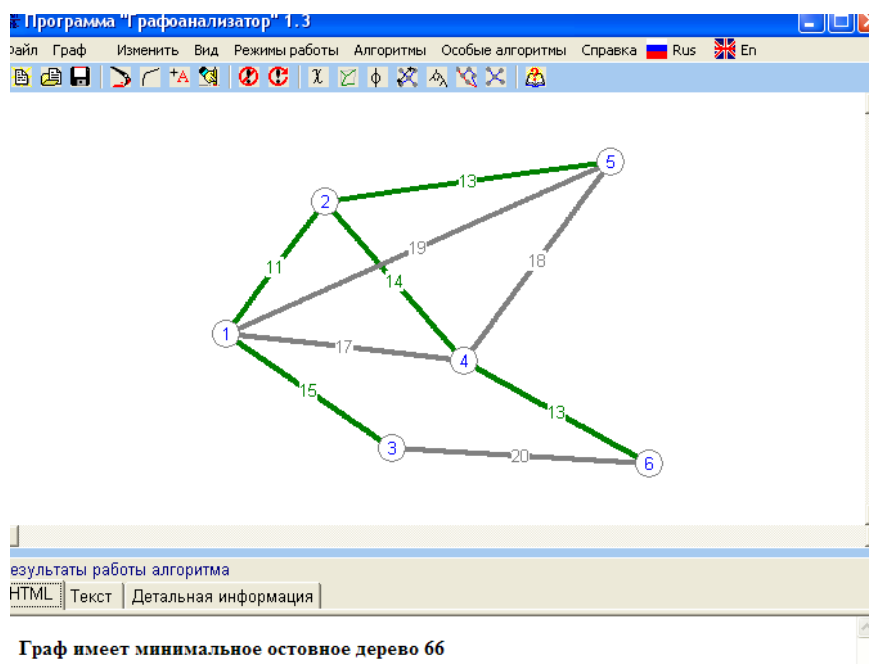 Программа "Графоанализатор" 1.3
Файл Граф Изменить Вид Режимы работы Алгоритмы Особые алгоритмы Справка Rus En
+A χ ϕ
5
13
2
19
18
11
14
1
17
4
15
13
3
20
6
езультаты работы алгоритма
HTML Текст Детальная информация
Граф имеет минимальное остовное дерево 66